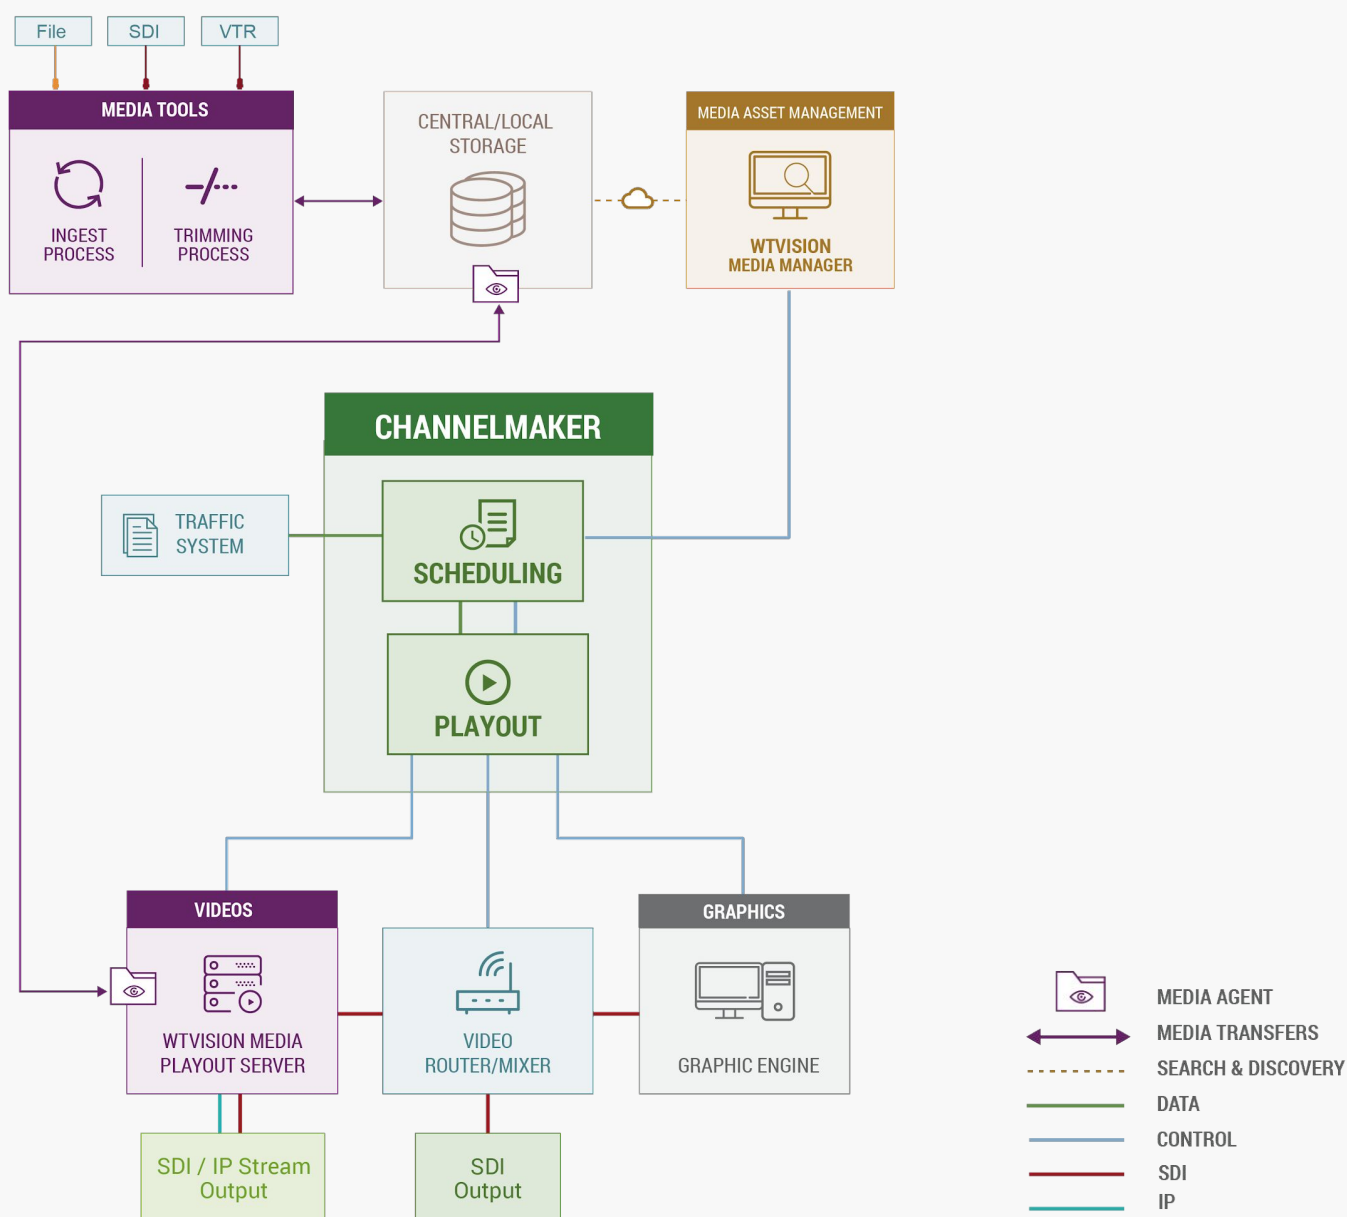 File
SDI
VTR
MEDIA TOOLS
INGEST
PROCESS
TRIMMING
PROCESS
CENTRAL/LOCAL
STORAGE
MEDIA ASSET MANAGEMENT
WTVISION
MEDIA MANAGER
CHANNELMAKER
TRAFFIC
SYSTEM
SCHEDULING
PLAYOUT
VIDEOS
WTVISION MEDIA
PLAYOUT SERVER
VIDEO
ROUTER/MIXER
GRAPHICS
GRAPHIC ENGINE
SDI / IP Stream
Output
SDI
Output
MEDIA AGENT
MEDIA TRANSFERS
SEARCH & DISCOVERY
DATA
CONTROL
SDI
IP